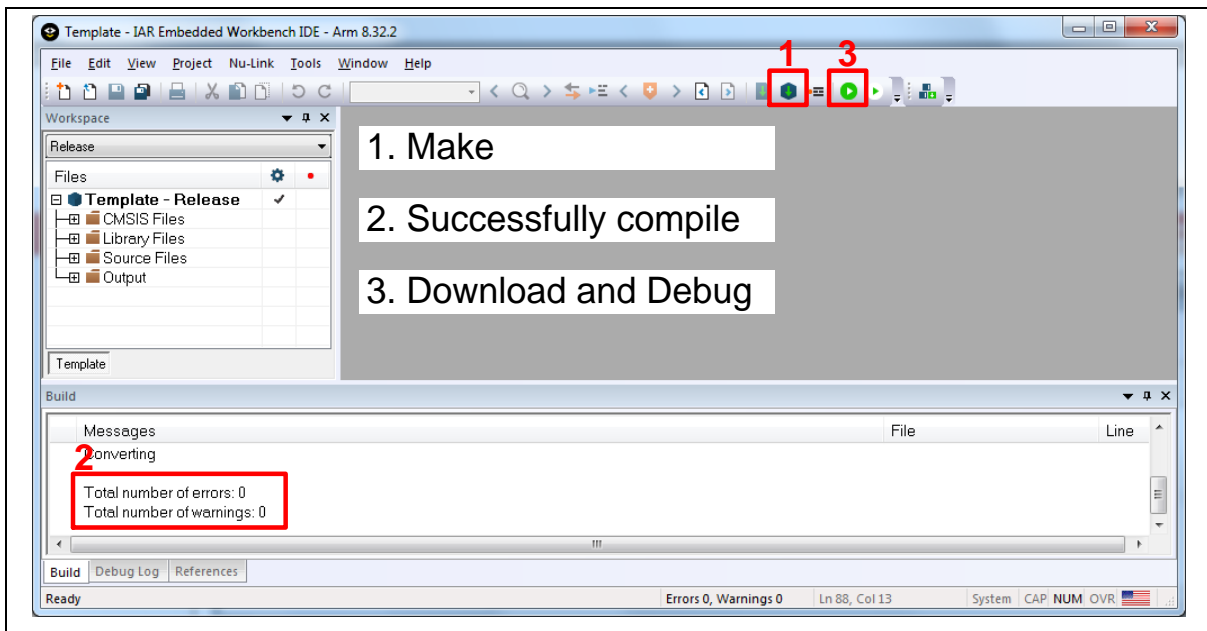 Template - IAR Embedded Workbench IDE - Arm 8.32.2
File Edit View Project Nu-Link Tools Window Help
1 3
Workspace
Release
Files
Template - Release
CMSIS Files
Library Files
Source Files
Output
Template
1. Make
2. Successfully compile
3. Download and Debug
Build
Messages File Line
2
Converting
Total number of errors: 0
Total number of warnings: 0
Build Debug Log References
Ready Errors 0, Warnings 0 Ln 88, Col 13 System CAP NUM OVR